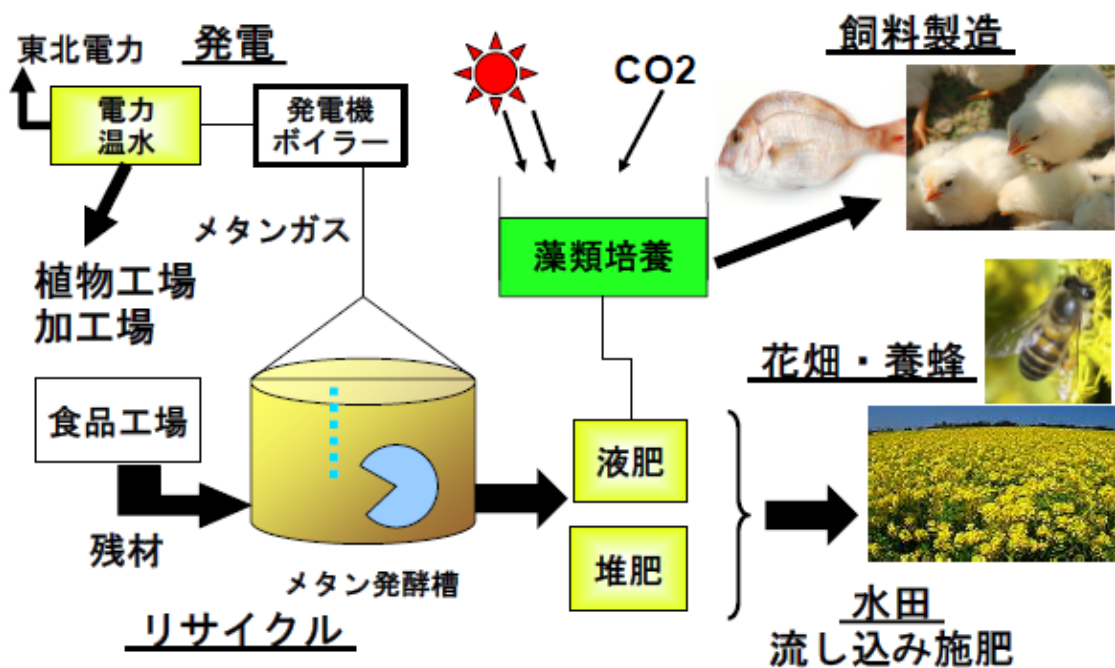 発電
東北電力
電力
温水
発電機
ボイラー
メタンガス
植物工場
加工場
食品工場
残材
メタン発酵槽
リサイクル
CO2
藻類培養
液肥
堆肥
飼料製造
花畑・養蜂
水田
流し込み施肥